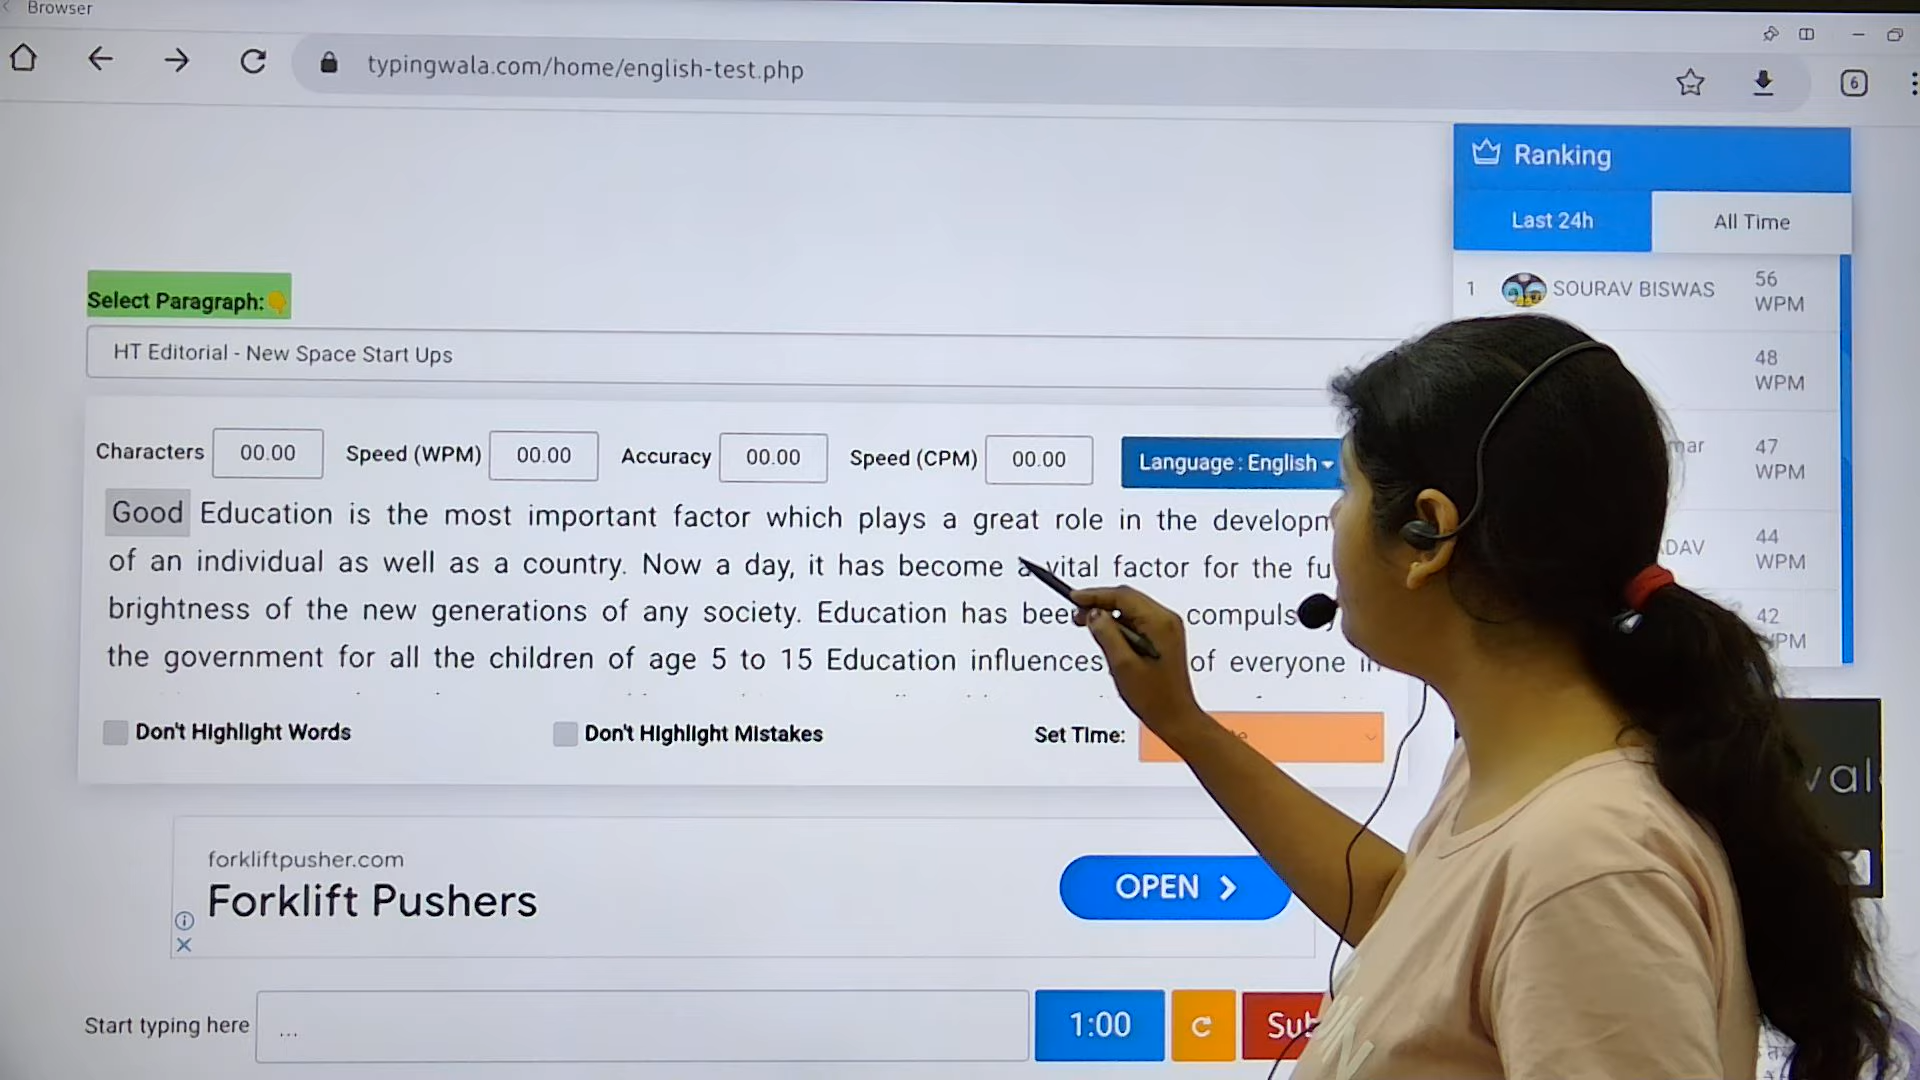 Browser
typingwala.com/home/english-test.php
6
Ranking
Last 24h
All Time
1
SOURAV BISWAS
56
WPM
Select Paragraph:
48
WPM
HT Editorial - New Space Start Ups
mar
47
WPM
Characters
00.00
Speed (WPM)
00.00
Accuracy
00.00
Speed (CPM)
00.00
Language : English
Good Education is the most important factor which plays a great role in the developm
of an individual as well as a country. Now a day, it has become a vital factor for the fu
brightness of the new generations of any society. Education has been compuls
the government for all the children of age 5 to 15 Education influences of everyone in
DAV
44
WPM
42
WPM
Don't Highlight Words
Don't Highlight Mistakes
Set Time:
val
forkliftpusher.com
Forklift Pushers
OPEN
Start typing here
...
1:00
Sub